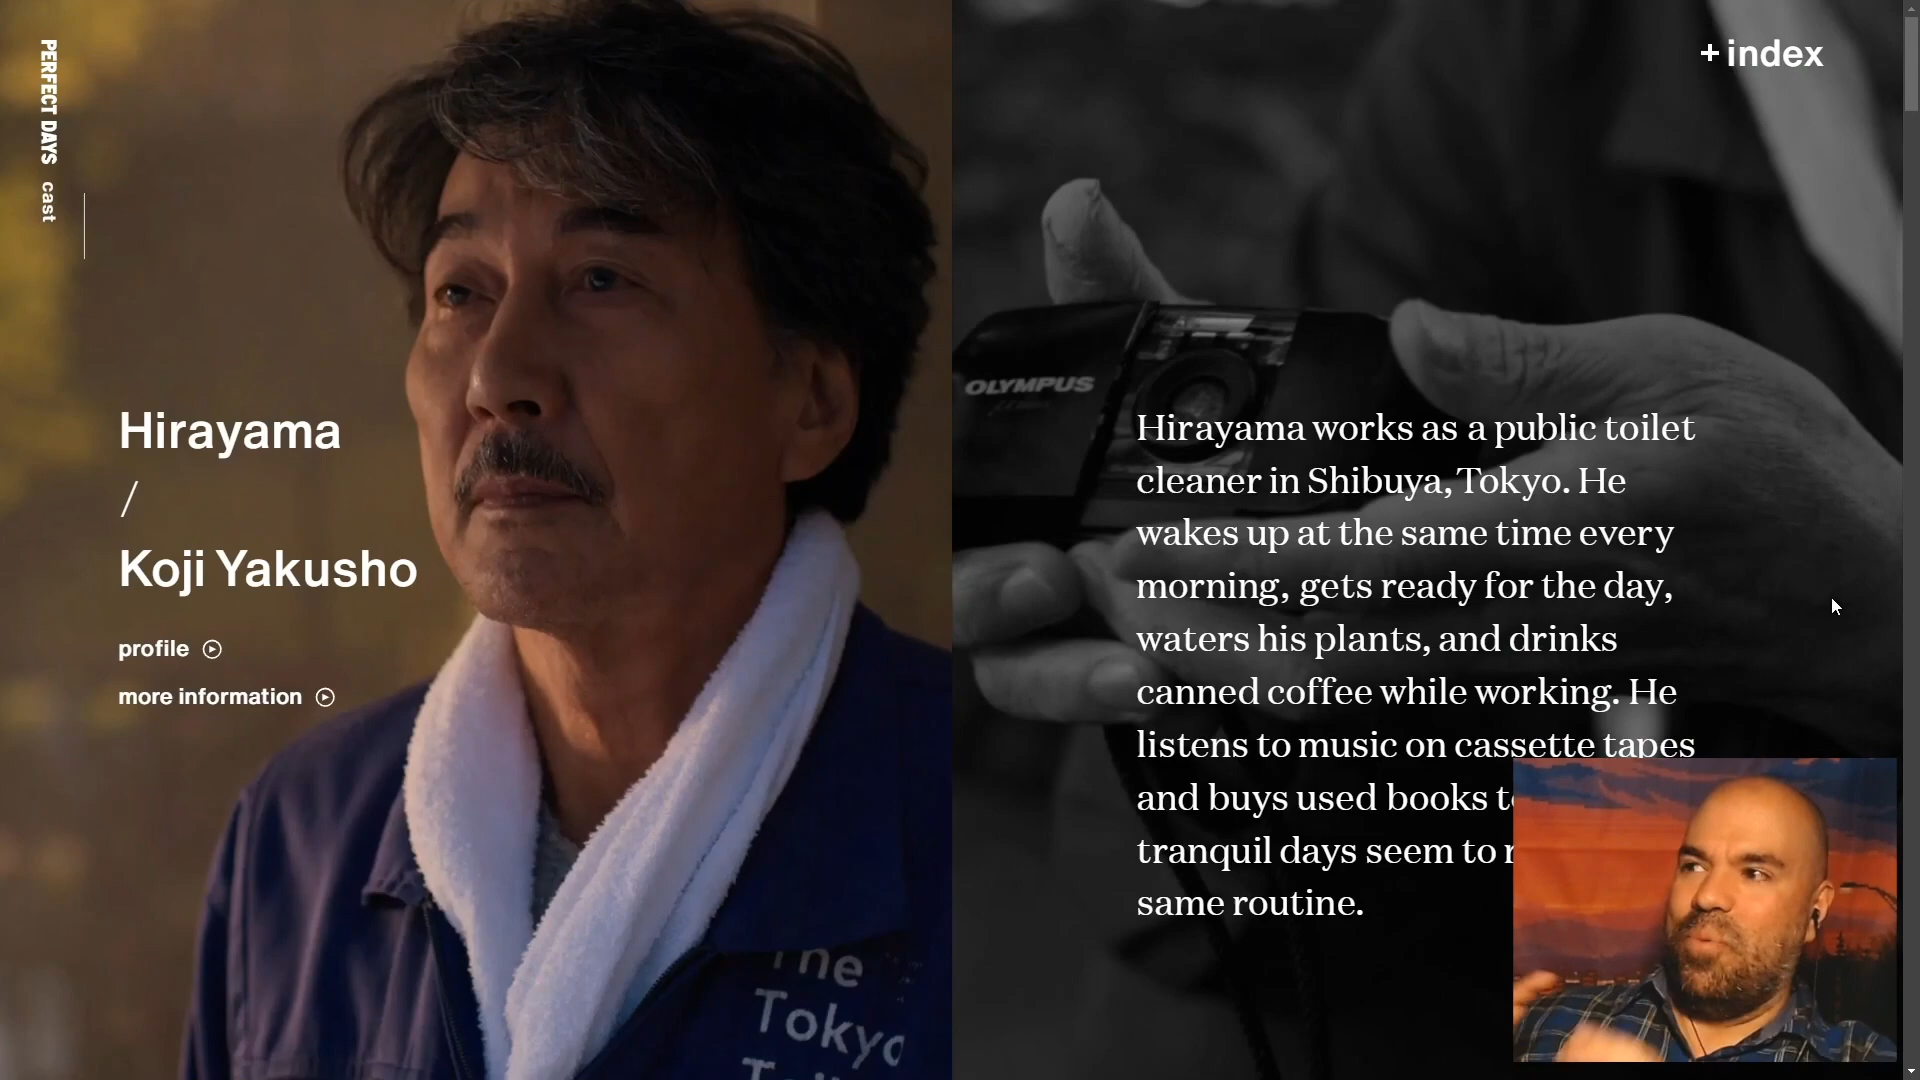 PERFECT DAYS cast
+ index
Hirayama
/
Koji Yakusho
profile
more information
OLYMPUS
Hirayama works as a public toilet
cleaner in Shibuya, Tokyo. He
wakes up at the same time every
morning, gets ready for the day,
waters his plants, and drinks
canned coffee while working. He
listens to music on cassette tapes
and buys used books
tranquil days seem to
same routine.
The
Tokyo